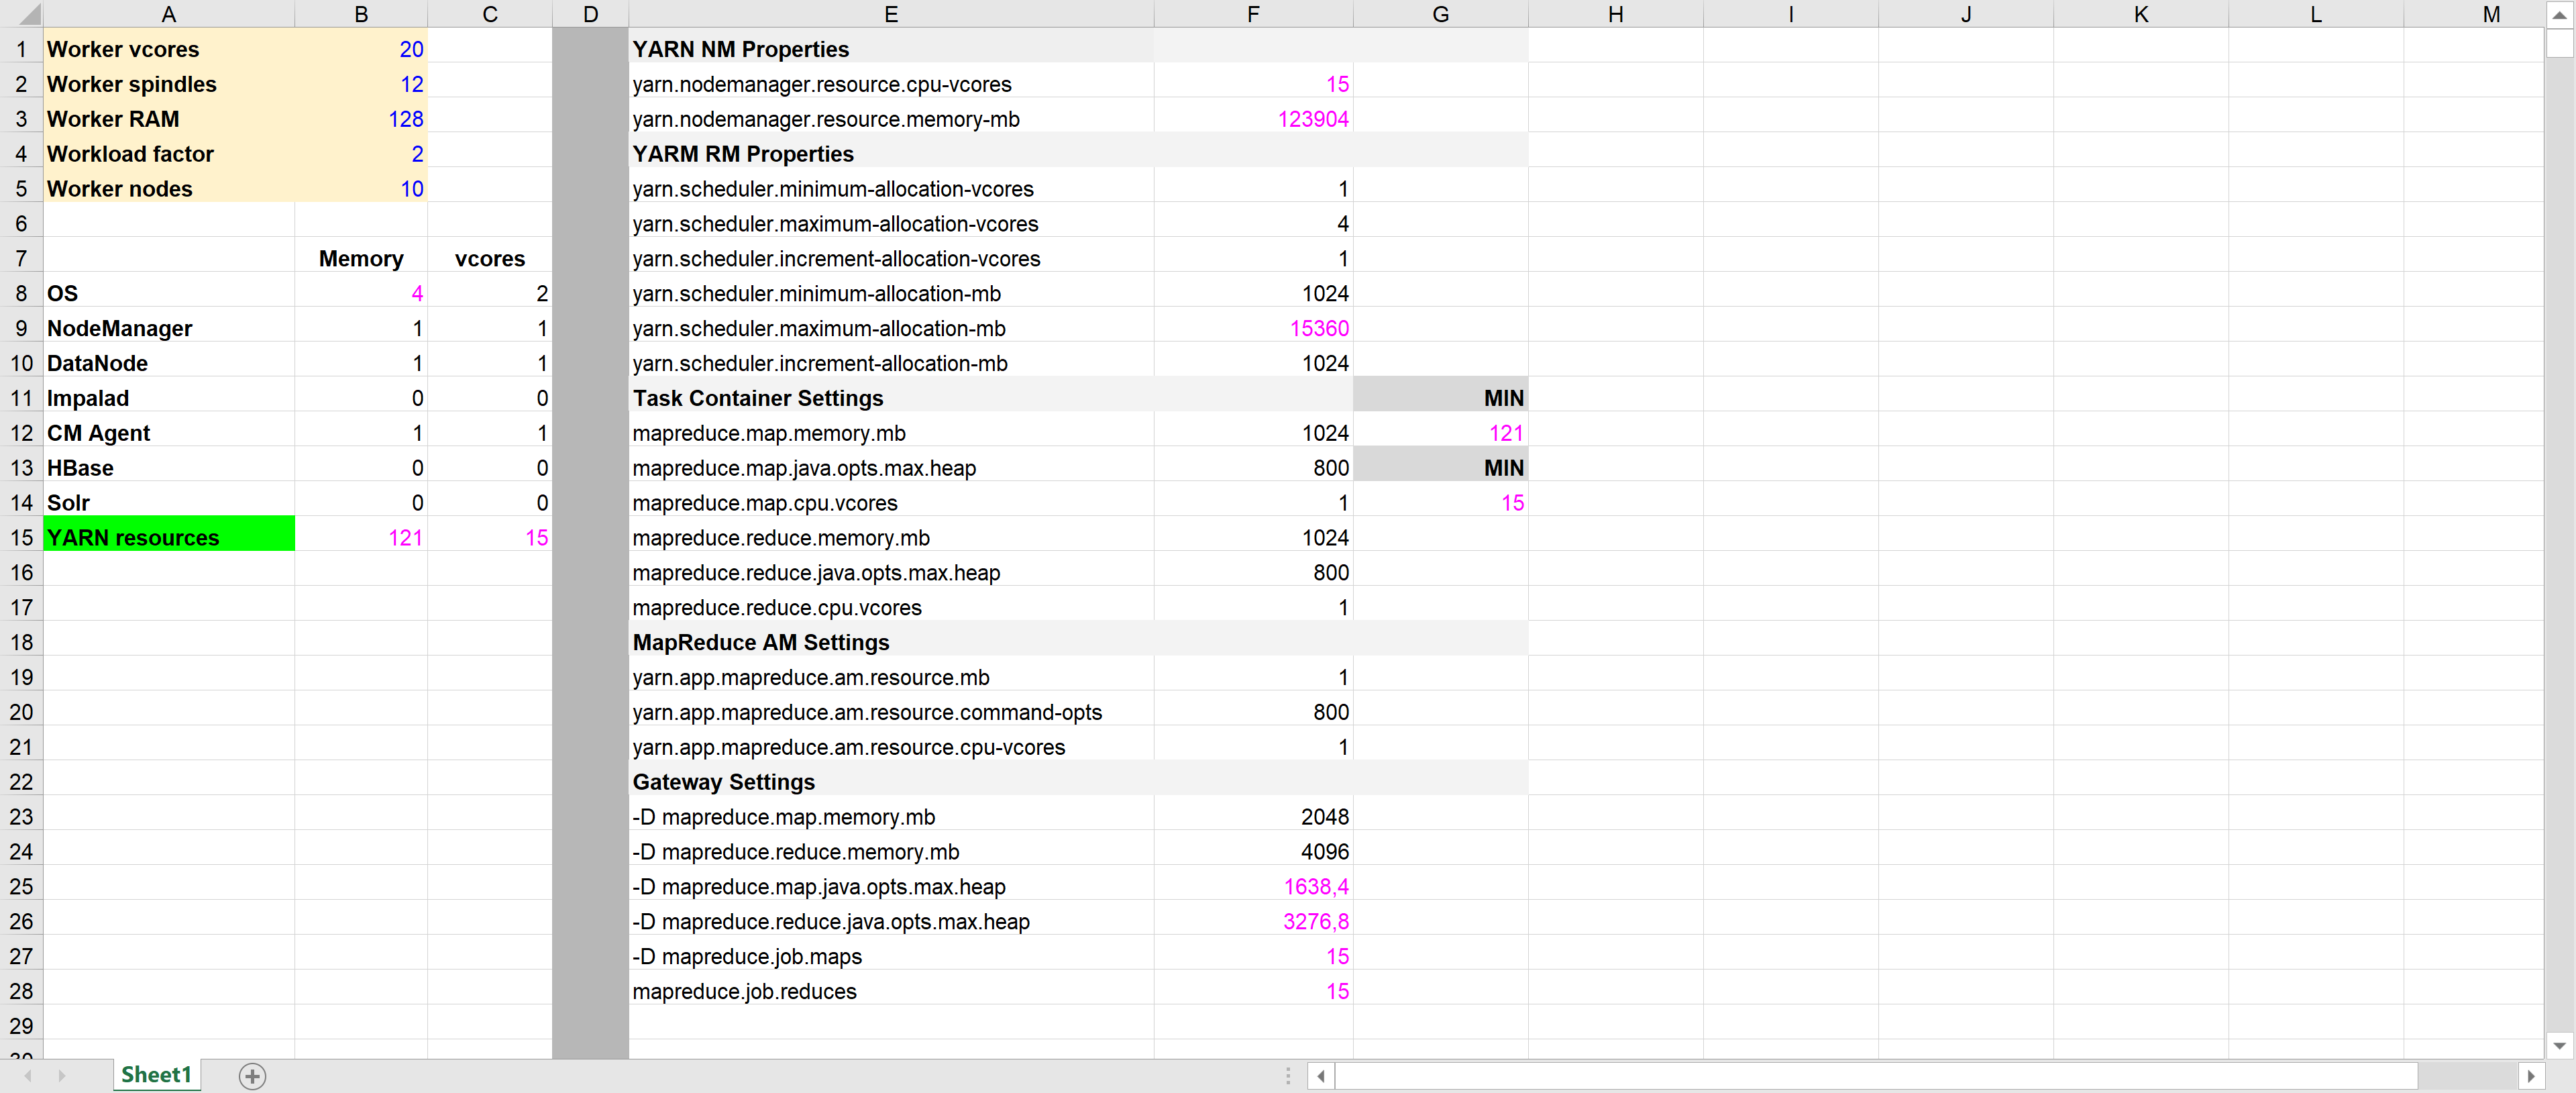 A B C D E F G H I J K L M
1 Worker vcores 20 YARN NM Properties
2 Worker spindles 12 yarn.nodemanager.resource.cpu-vcores 15
3 Worker RAM 128 yarn.nodemanager.resource.memory-mb 123904
4 Workload factor 2 YARM RM Properties
5 Worker nodes 10 yarn.scheduler.minimum-allocation-vcores 1
6 yarn.scheduler.maximum-allocation-vcores 4
7 Memory vcores yarn.scheduler.increment-allocation-vcores 1
8 OS 4 2 yarn.scheduler.minimum-allocation-mb 1024
9 NodeManager 1 1 yarn.scheduler.maximum-allocation-mb 15360
10 DataNode 1 1 yarn.scheduler.increment-allocation-mb 1024
11 Impalad 0 0 Task Container Settings MIN
12 CM Agent 1 1 mapreduce.map.memory.mb 1024 121
13 HBase 0 0 mapreduce.map.java.opts.max.heap 800 MIN
14 Solr 0 0 mapreduce.map.cpu.vcores 1 15
15 YARN resources 121 15 mapreduce.reduce.memory.mb 1024
16 mapreduce.reduce.java.opts.max.heap 800
17 mapreduce.reduce.cpu.vcores 1
18 MapReduce AM Settings
19 yarn.app.mapreduce.am.resource.mb 1
20 yarn.app.mapreduce.am.resource.command-opts 800
21 yarn.app.mapreduce.am.resource.cpu-vcores 1
22 Gateway Settings
23 -D mapreduce.map.memory.mb 2048
24 -D mapreduce.reduce.memory.mb 4096
25 -D mapreduce.map.java.opts.max.heap 1638,4
26 -D mapreduce.reduce.java.opts.max.heap 3276,8
27 -D mapreduce.job.maps 15
28 mapreduce.job.reduces 15
29
30
Sheet1